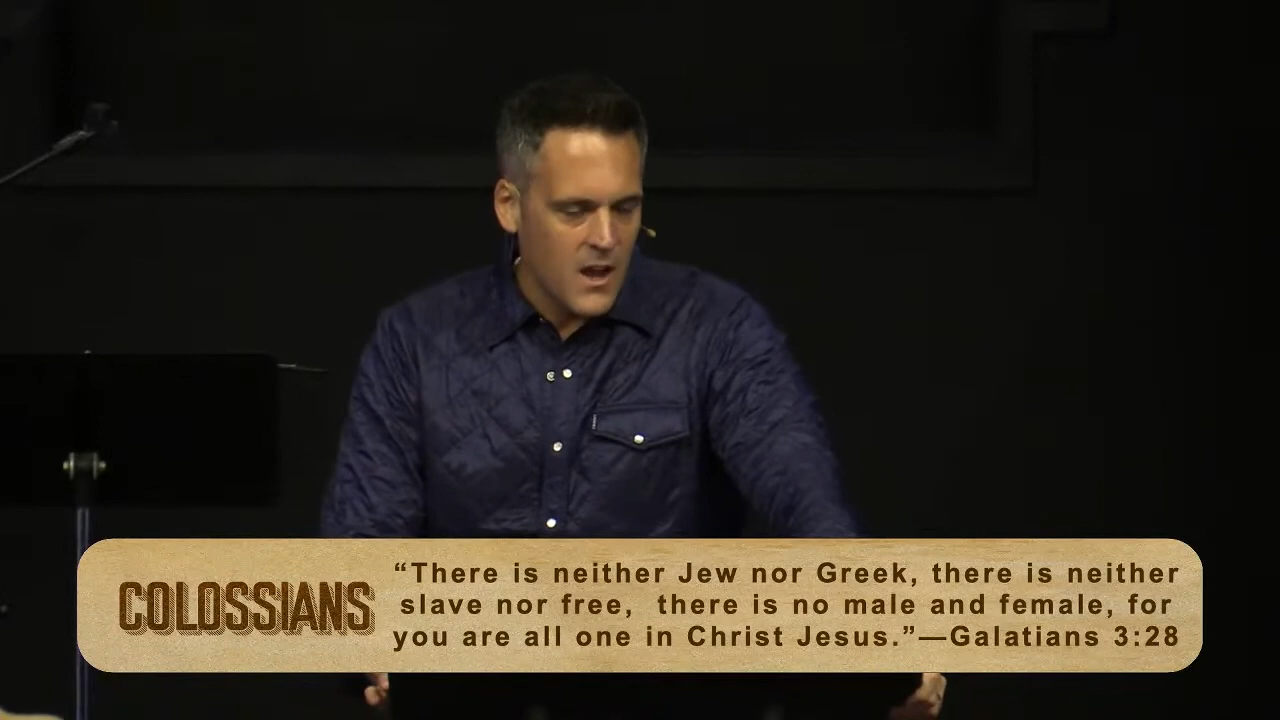 COLOSSIANS
“There is neither Jew nor Greek, there is neither
slave nor free,  there is no male and female, for
you are all one in Christ Jesus.”—Galatians 3:28